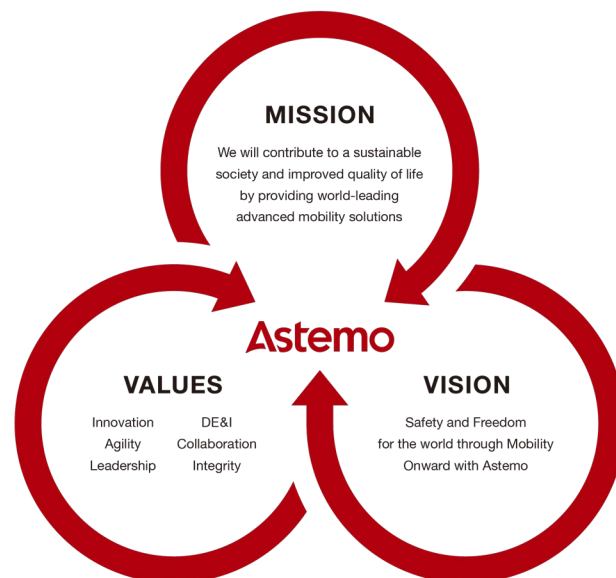 MISSION
We will contribute to a sustainable
society and improved quality of life
by providing world-leading
advanced mobility solutions
Astemo
VALUES
Innovation
Agility
Leadership
DE&I
Collaboration
Integrity
VISION
Safety and Freedom
for the world through Mobility
Onward with Astemo